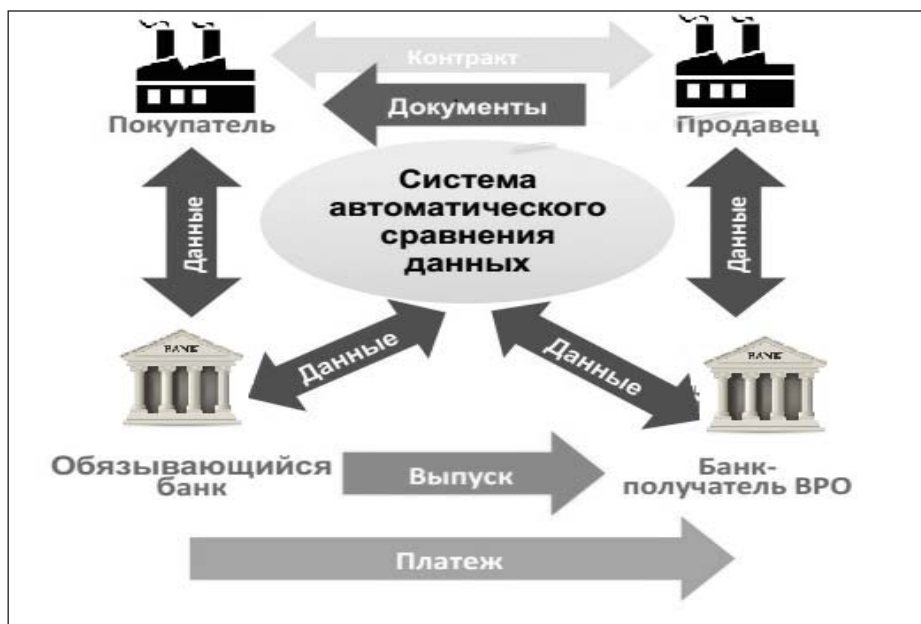 Контракт
Документы
Покупатель
Продавец
Система
автоматического
сравнения
данных
Данные
Данные
BANK
Данные
Данные
BANK
Обязывающийся
банк
Выпуск
Банк-
получатель ВРО
Платеж